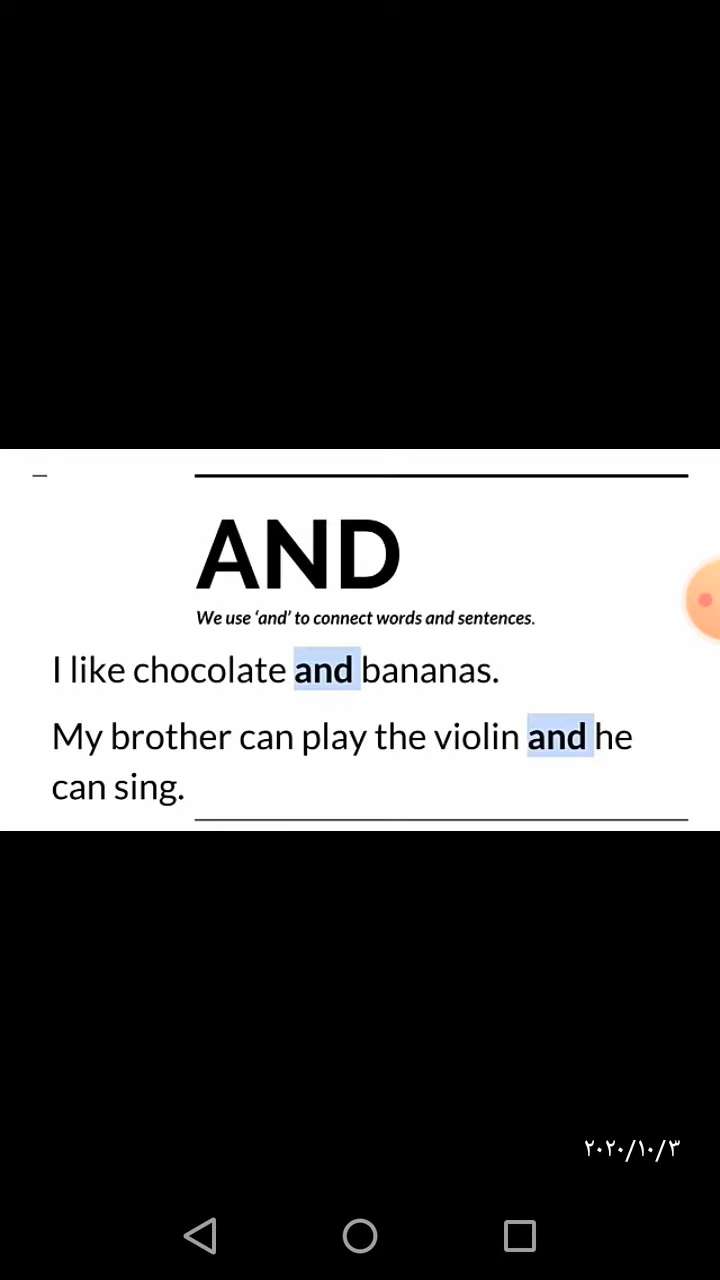 AND
We use ‘and’ to connect words and sentences.
I like chocolate and bananas.
My brother can play the violin and he
can sing.
٢٠٢٠/١٠/٣